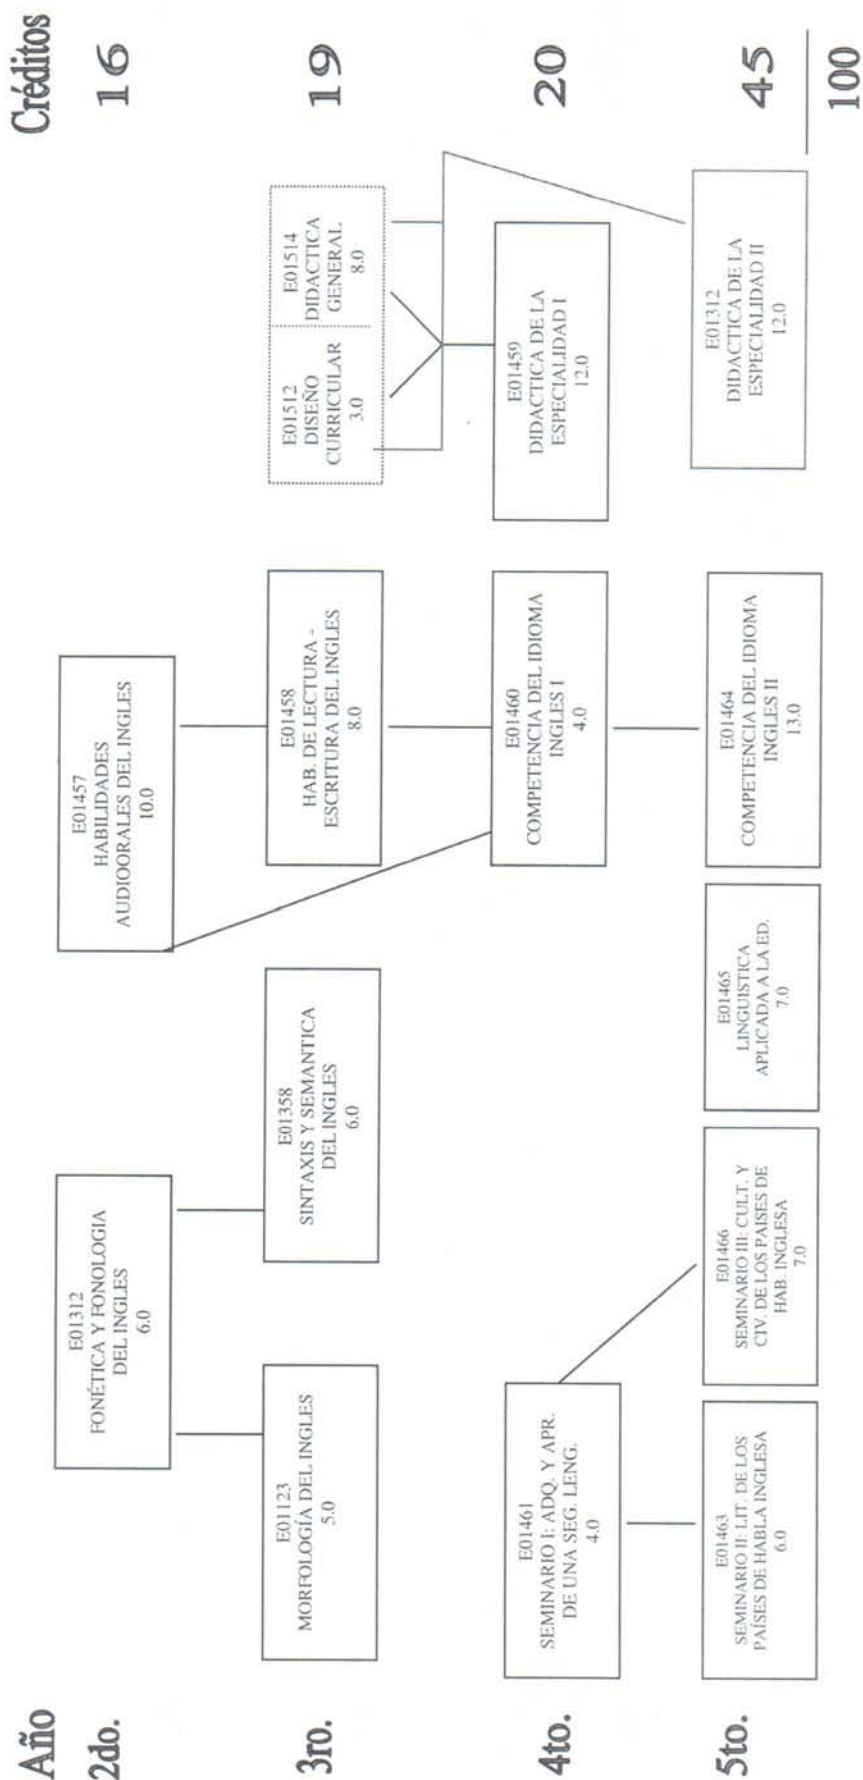 Año
Créditos
2do.
E01312
FONÉTICA Y FONOLOGIA
DEL INGLES
6.0
E01457
HABILIDADES
AUDIOORALES DEL INGLES
10.0
16
3ro.
E01123
MORFOLOGÍA DEL INGLES
5.0
E01358
SINTAXIS Y SEMANTICA
DEL INGLES
6.0
E01458
HAB. DE LECTURA -
ESCRITURA DEL INGLES
8.0
E01512
DISEÑO
CURRICULAR
3.0
E01514
DIDACTICA
GENERAL
8.0
19
4to.
E01461
SEMINARIO I: ADQ. Y APR.
DE UNA SEG. LENG.
4.0
E01460
COMPETENCIA DEL IDIOMA
INGLES I
4.0
E01459
DIDACTICA DE LA
ESPECIALIDAD I
12.0
20
5to.
E01463
SEMINARIO II: LIT. DE LOS
PAÍSES DE HABLA INGLESA
6.0
E01466
SEMINARIO III: CULT. Y
CIV. DE LOS PAISES DE
HAB. INGLESA
7.0
E01465
LINGUISTICA
APLICADA A LA ED.
7.0
E01464
COMPETENCIA DEL IDIOMA
INGLES II
13.0
E01312
DIDACTICA DE LA
ESPECIALIDAD II
12.0
45
100